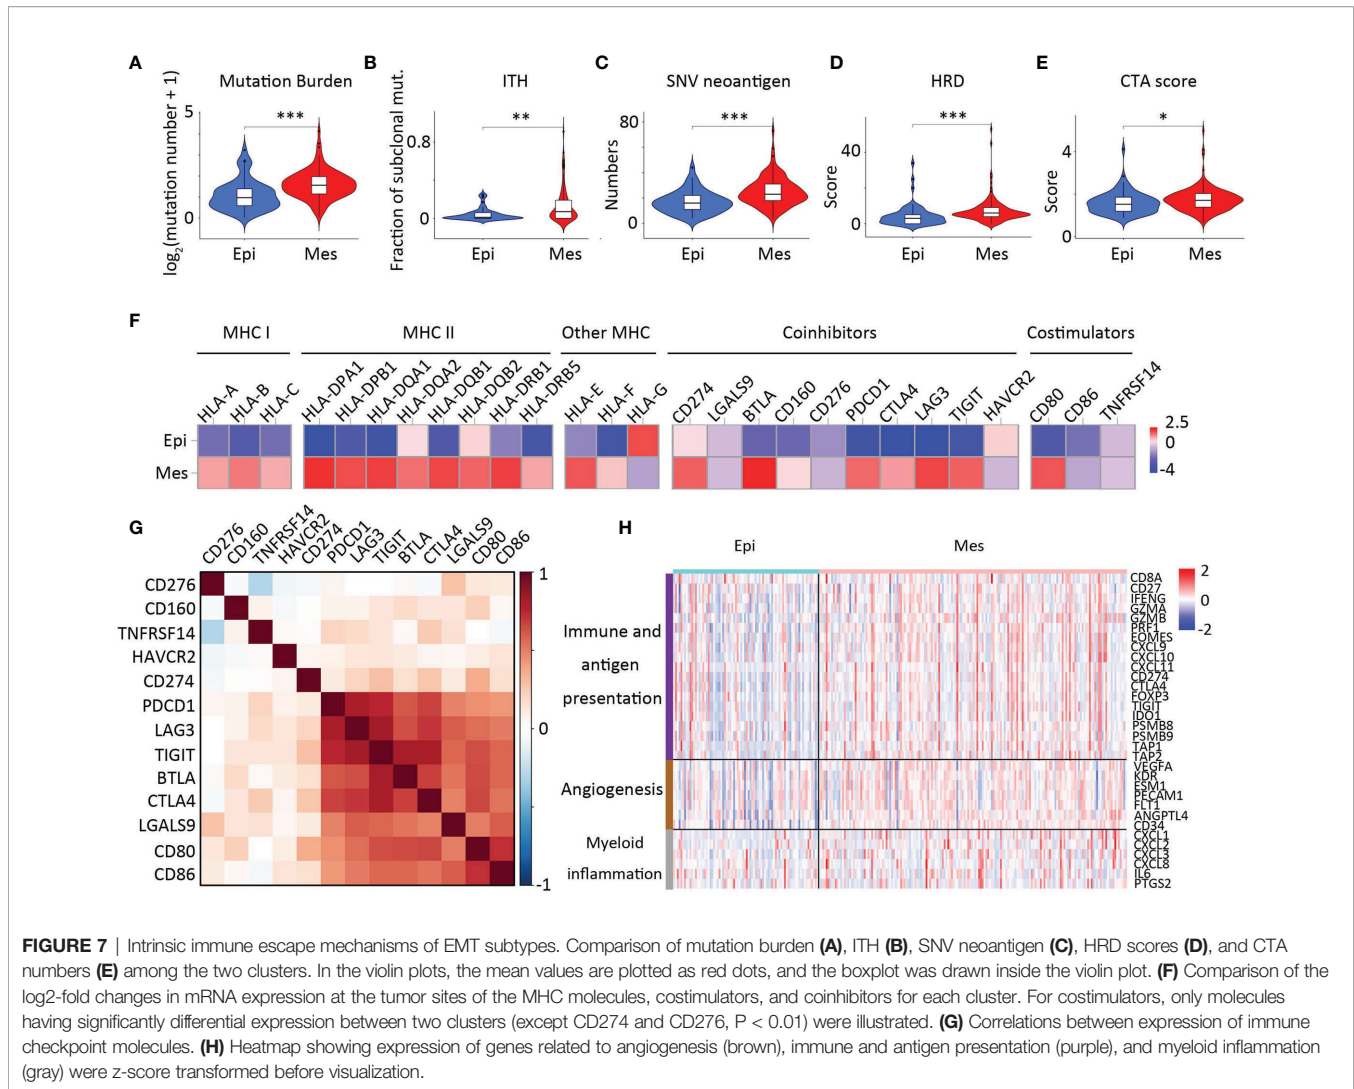 A
Mutation Burden
log2(mutation number + 1)
5
0
***
Epi
Mes
B
ITH
Fraction of subclonal mut.
0.8
0
**
Epi
Mes
C
SNV neoantigen
Numbers
80
40
0
***
Epi
Mes
D
HRD
Score
40
0
***
Epi
Mes
E
CTA score
Score
4
2
0
*
Epi
Mes
F
MHC I
MHC II
Other MHC
Coinhibitors
Costimulators
HLA-A
HLA-B
HLA-C
HLA-DPA1
HLA-DPB1
HLA-DQA1
HLA-DQA2
HLA-DQB1
HLA-DQB2
HLA-DRB1
HLA-DRB5
HLA-E
HLA-F
HLA-G
CD274
LGALS9
BTLA
CD160
CD276
PDCD1
CTLA4
LAG3
TIGIT
HAVCR2
CD80
CD86
TNFRSF14
Epi
Mes
2.5
0
-4
G
CD276
CD160
TNFRSF14
HAVCR2
CD274
PDCD1
LAG3
TIGIT
BTLA
CTLA4
LGALS9
CD80
CD86
CD276
CD160
TNFRSF14
HAVCR2
CD274
PDCD1
LAG3
TIGIT
BTLA
CTLA4
LGALS9
CD80
CD86
1
0
-1
H
Epi
Mes
Immune and
antigen
presentation
Angiogenesis
Myeloid
inflammation
CD8A
CD27
IFENG
GZMA
GZMB
PRF1
EOMES
CXCL9
CXCL10
CXCL11
CD274
CTLA4
FOXP3
TIGIT
IDO1
PSMB8
PSMB9
TAP1
TAP2
VEGFA
KDR
ESM1
PECAM1
FLT1
ANGPTL4
CD34
CXCL1
CXCL2
CXCL3
CXCL8
IL6
PTGS2
2
0
-2
FIGURE 7 | Intrinsic immune escape mechanisms of EMT subtypes. Comparison of mutation burden (A), ITH (B), SNV neoantigen (C), HRD scores (D), and CTA
numbers (E) among the two clusters. In the violin plots, the mean values are plotted as red dots, and the boxplot was drawn inside the violin plot. (F) Comparison of the
log2-fold changes in mRNA expression at the tumor sites of the MHC molecules, costimulators, and coinhibitors for each cluster. For costimulators, only molecules
having significantly differential expression between two clusters (except CD274 and CD276, P < 0.01) were illustrated. (G) Correlations between expression of immune
checkpoint molecules. (H) Heatmap showing expression of genes related to angiogenesis (brown), immune and antigen presentation (purple), and myeloid inflammation
(gray) were z-score transformed before visualization.